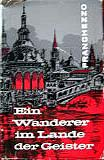 FRANCHEZZO
Ein
Wanderer
im Lande
der Geister